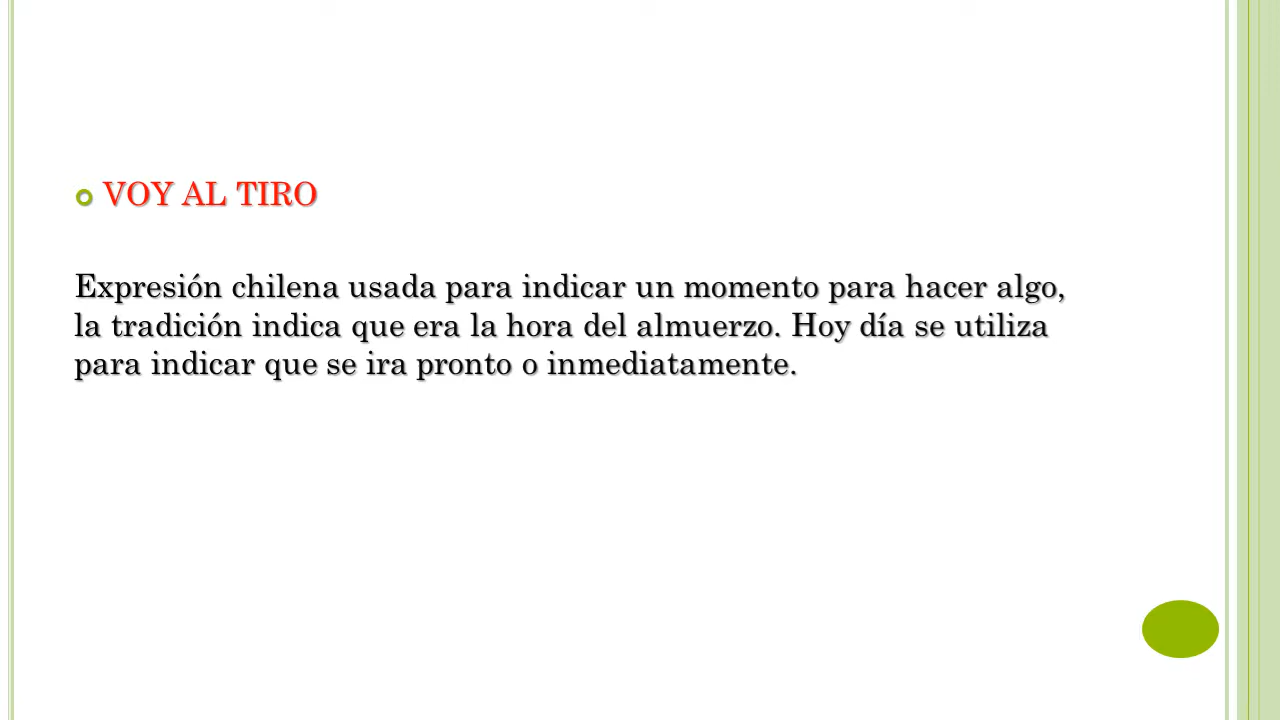 VOY AL TIRO
Expresión chilena usada para indicar un momento para hacer algo,
la tradición indica que era la hora del almuerzo. Hoy día se utiliza
para indicar que se ira pronto o inmediatamente.